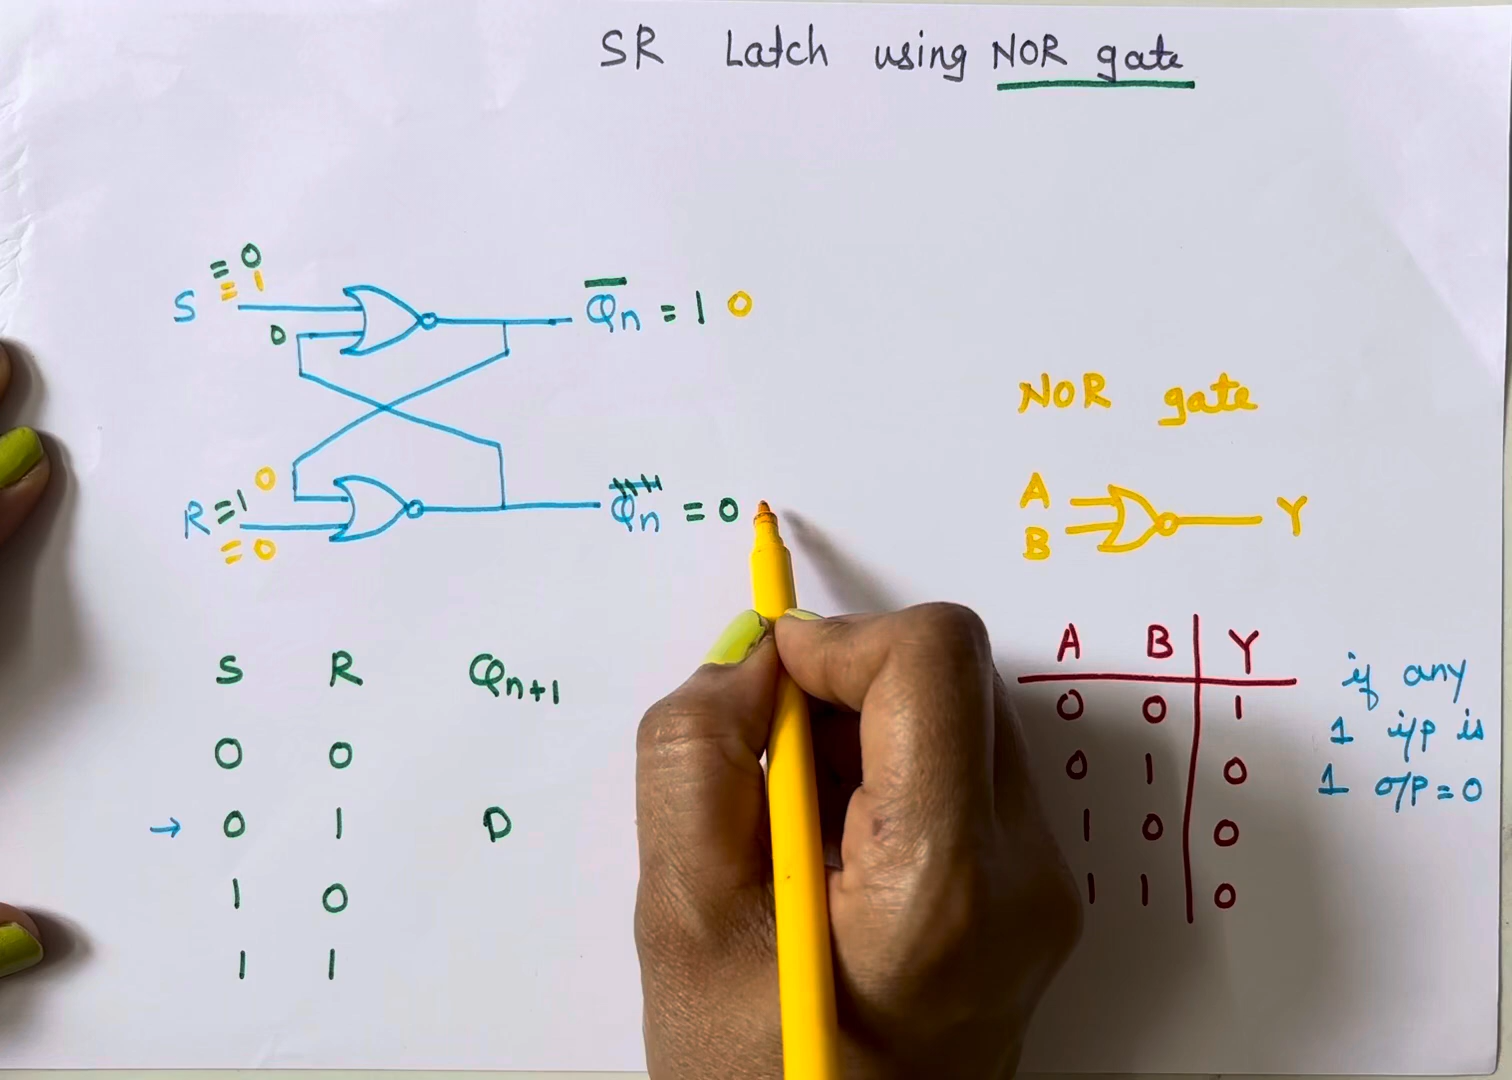 SR Latch using NOR gate
= 0
S = 1
0
Q̅n = 1 0
R = 1 0
= 0
Qn = 0
S R Qn+1
0 0
→ 0 1 0
1 0
1 1
NOR gate
A
B
Y
A B Y
0 0 1
0 1 0
1 0 0
1 1 0
if any
1 i/p is
1 o/p = 0